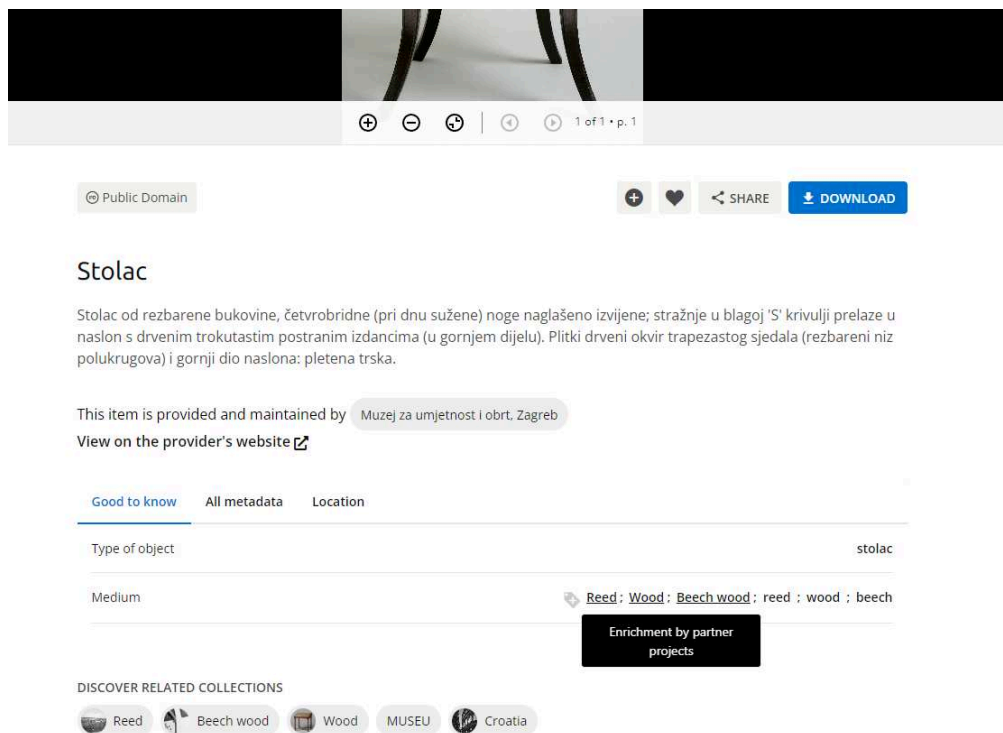 1 of 1 • p. 1
Public Domain
SHARE
DOWNLOAD
Stolac
Stolac od rezbarene bukovine, četvrobridne (pri dnu sužene) noge naglašeno izvijene; stražnje u blagoj 'S' krivulji prelaze u
naslon s drvenim trokutastim postranim izdancima (u gornjem dijelu). Plitki drveni okvir trapezastog sjedala (rezbareni niz
polukrugova) i gornji dio naslona: pletena trska.
This item is provided and maintained by Muzej za umjetnost i obrt, Zagreb
View on the provider's website
Good to know All metadata Location
Type of object stolac
Medium Reed ; Wood ; Beech wood ; reed ; wood ; beech
Enrichment by partner
projects
DISCOVER RELATED COLLECTIONS
Reed Beech wood Wood MUSEU Croatia